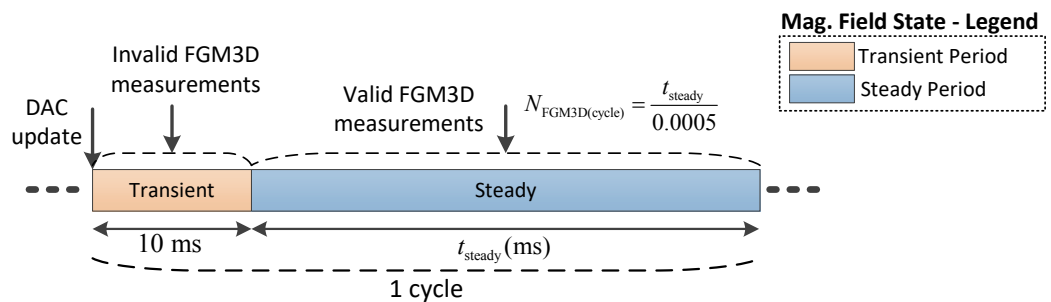 Mag. Field State - Legend
Transient Period
Steady Period
Invalid FGM3D
measurements
DAC
update
Valid FGM3D
measurements
N_FGM3D(cycle) = t_steady / 0.0005
Transient
Steady
10 ms
t_steady (ms)
1 cycle